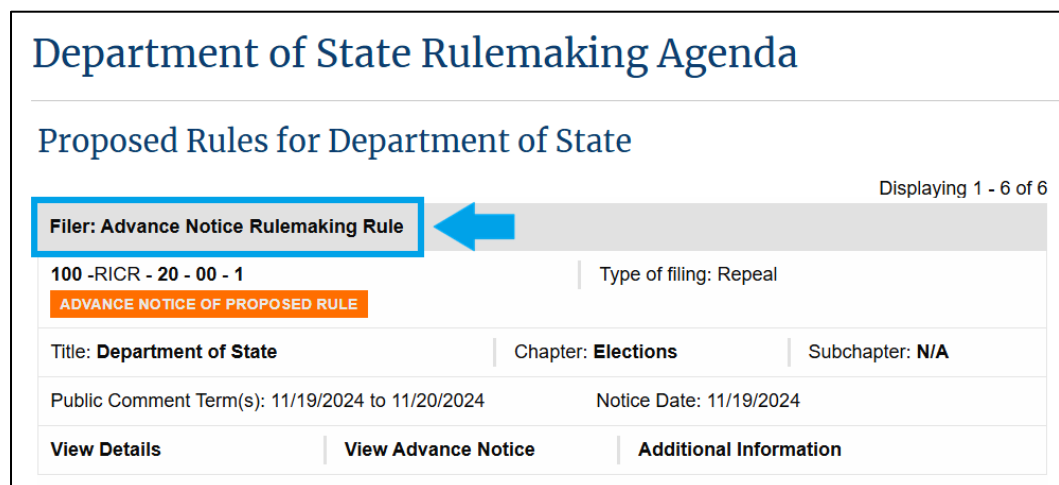 Department of State Rulemaking Agenda
Proposed Rules for Department of State
Displaying 1 - 6 of 6
Filer: Advance Notice Rulemaking Rule
100 -RICR - 20 - 00 - 1 Type of filing: Repeal
ADVANCE NOTICE OF PROPOSED RULE
Title: Department of State Chapter: Elections Subchapter: N/A
Public Comment Term(s): 11/19/2024 to 11/20/2024 Notice Date: 11/19/2024
View Details View Advance Notice Additional Information